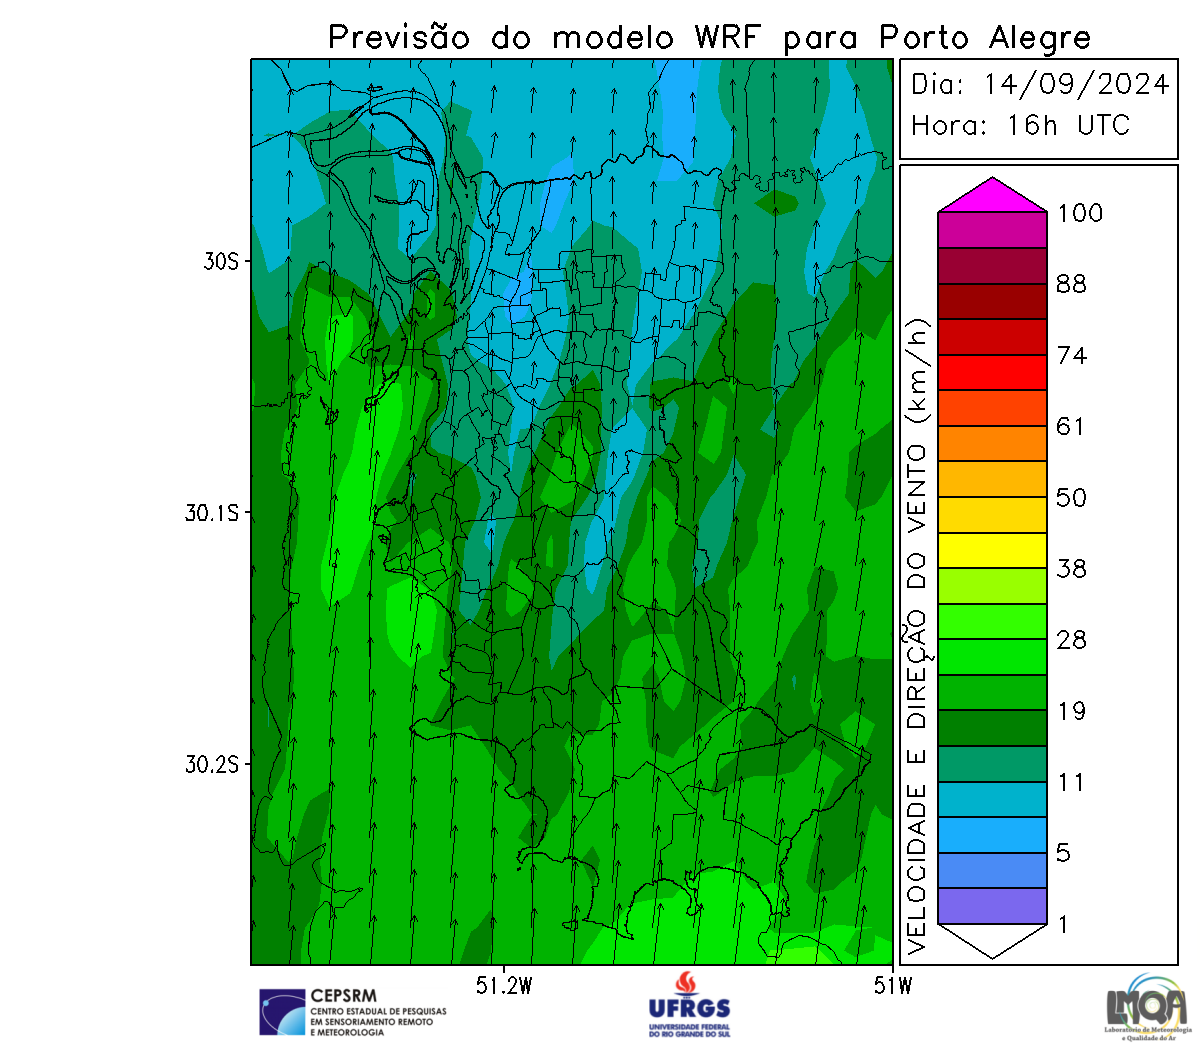 Previsão do modelo WRF para Porto Alegre
Dia: 14/09/2024
Hora: 16h UTC
30S
30.1S
30.2S
51.2W
51W
VELOCIDADE E DIREÇÃO DO VENTO (km/h)
100
88
74
61
50
38
28
19
11
5
1
CEPSRM
CENTRO ESTADUAL DE PESQUISAS
EM SENSORIAMENTO REMOTO
E METEOROLOGIA
UFRGS
UNIVERSIDADE FEDERAL
DO RIO GRANDE DO SUL
LMQA
Laboratório de Meteorologia
e Qualidade do Ar